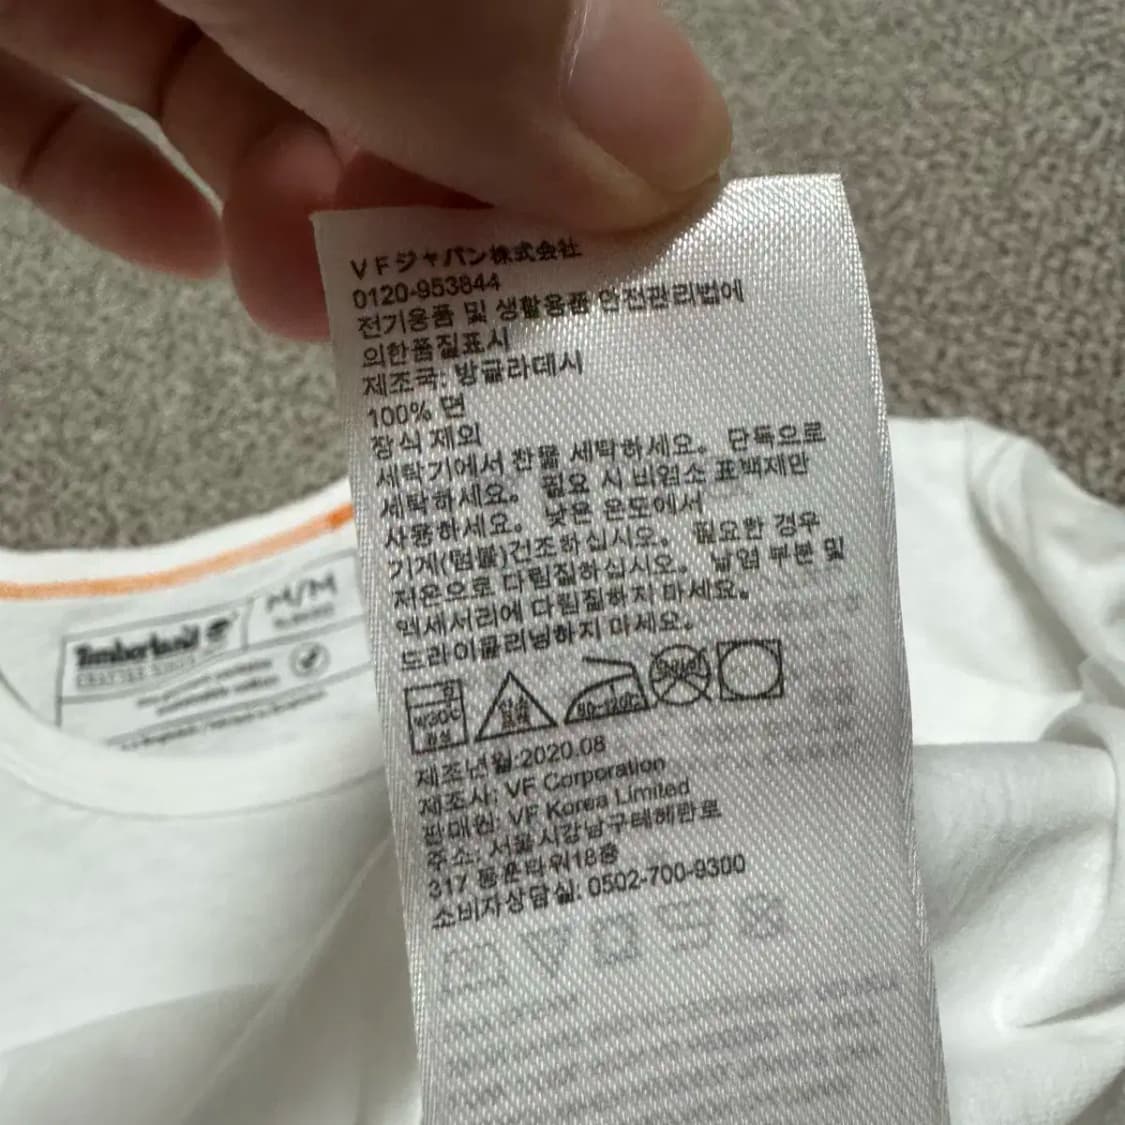 VFジャパン株式会社
0120-953844
전기용품 및 생활용품 안전관리법에
의한품질표시
제조국: 방글라데시
100% 면
장식 제외
세탁기에서 찬물 세탁하세요. 단독으로
세탁하세요. 필요 시 비염소 표백제만
사용하세요. 낮은 온도에서
기계(텀블)건조하십시오. 필요한 경우
저온으로 다림질하십시오. 날염 부분 및
액세서리에 다림질하지 마세요.
드라이클리닝하지 마세요.
80-120℃
제조년월:2020.08
제조사: VF Corporation
판매원: VF Korea Limited
주소: 서울시강남구테헤란로
317 동훈타워18층
소비자상담실: 0502-700-9300
Timberland
M/M